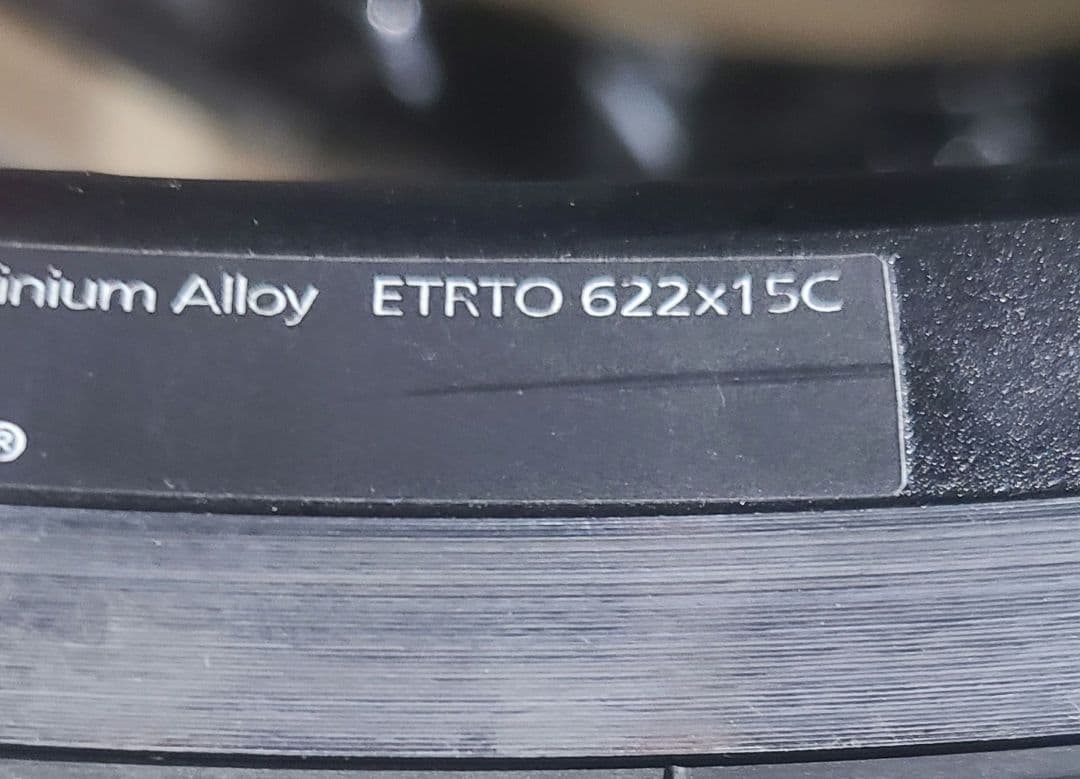 inium Alloy ETRTO 622x15C
®